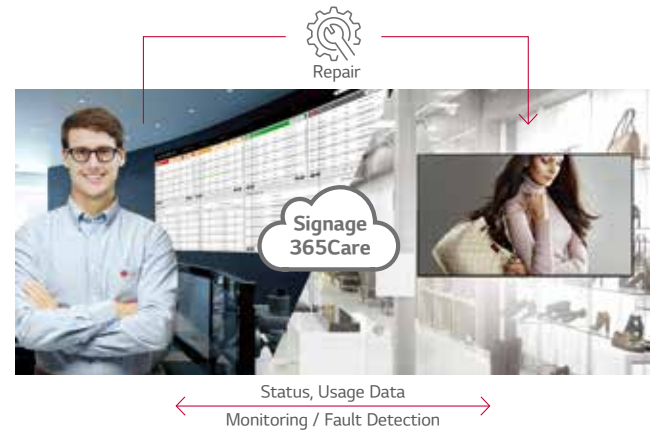 Repair
Signage
365Care
Status, Usage Data
Monitoring / Fault Detection